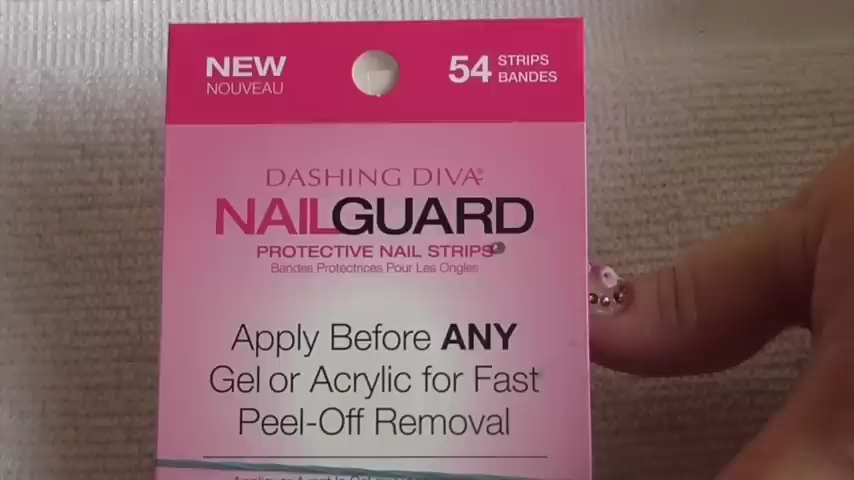 NEW
NOUVEAU
54 STRIPS
BANDES
DASHING DIVA®
NAILGUARD
PROTECTIVE NAIL STRIPS
Bandes Protectrices Pour Les Ongles
Apply Before ANY
Gel or Acrylic for Fast
Peel-Off Removal